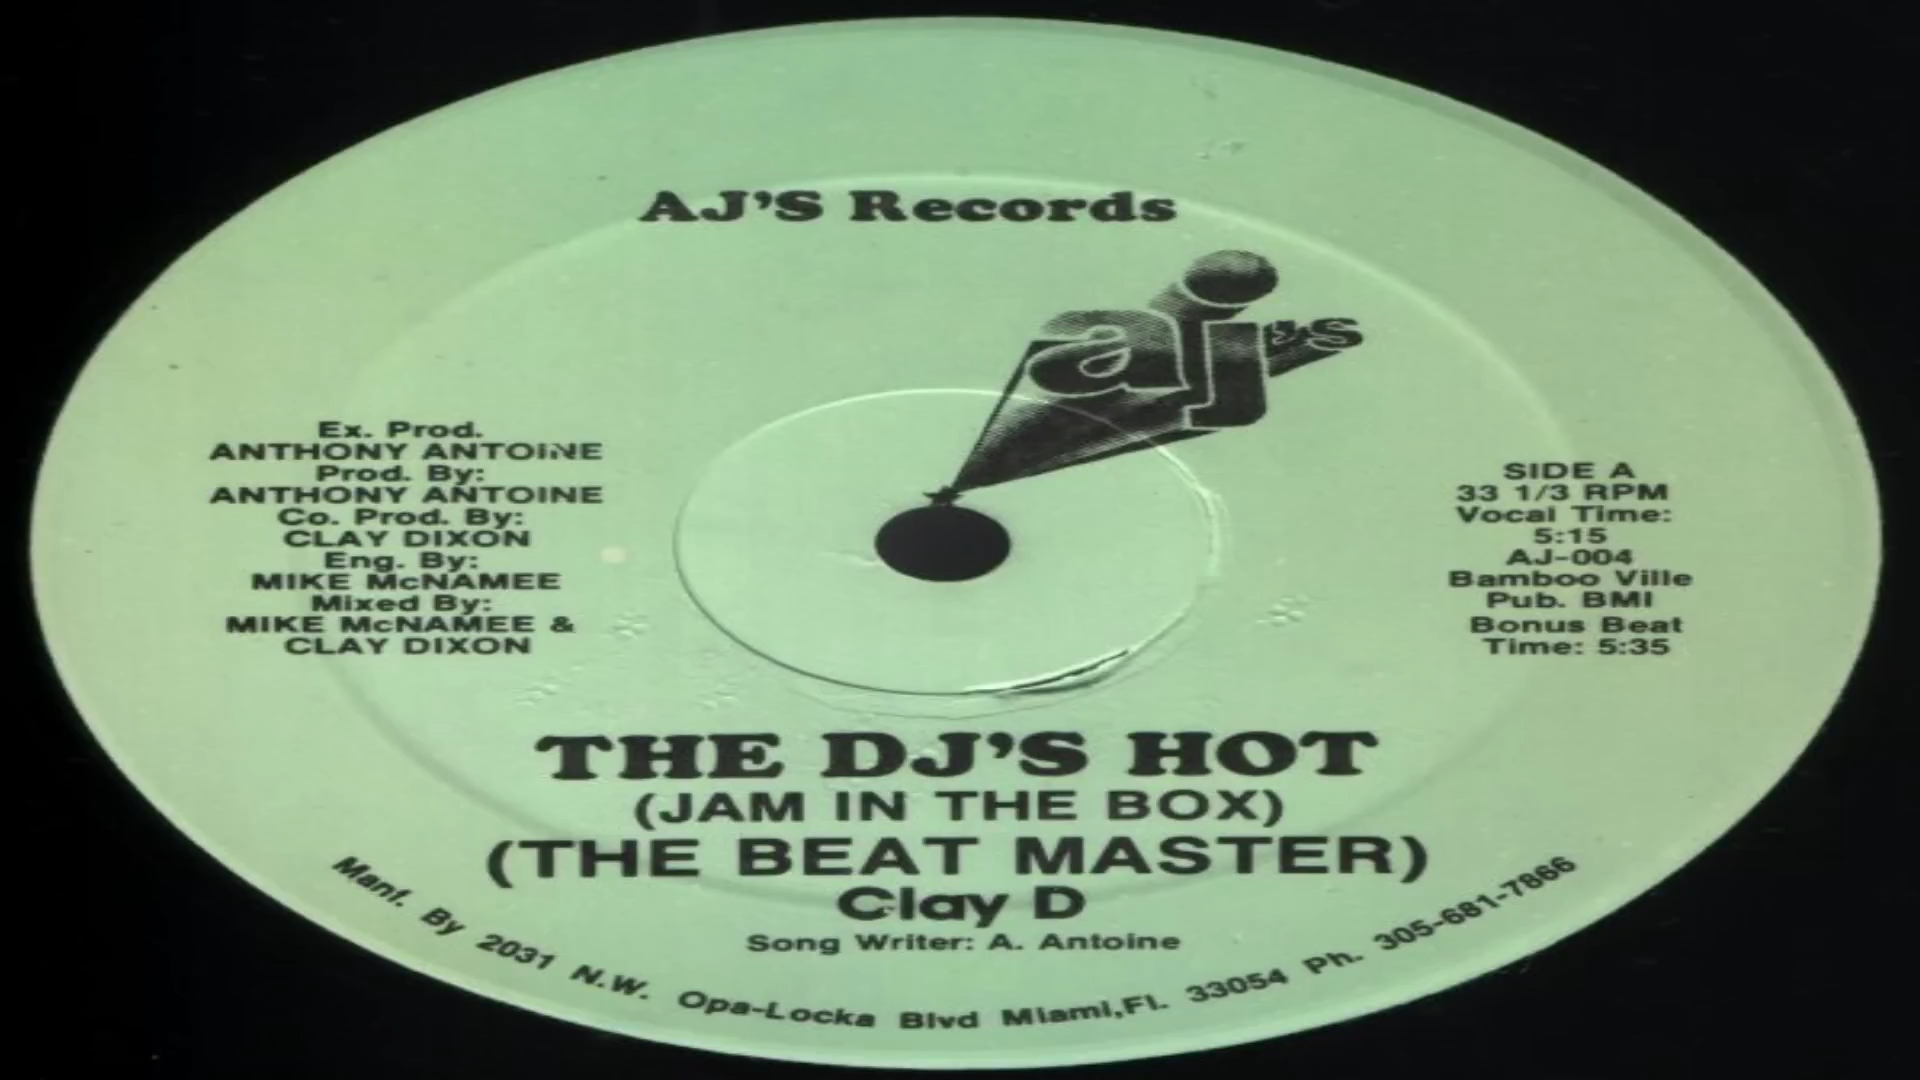 AJ'S Records
aj's
Ex. Prod.
ANTHONY ANTOINE
Prod. By:
ANTHONY ANTOINE
Co. Prod. By:
CLAY DIXON
Eng. By:
MIKE McNAMEE
Mixed By:
MIKE McNAMEE &
CLAY DIXON
SIDE A
33 1/3 RPM
Vocal Time:
5:15
AJ-004
Bamboo Ville
Pub. BMI
Bonus Beat
Time: 5:35
THE DJ'S HOT
(JAM IN THE BOX)
(THE BEAT MASTER)
Clay D
Song Writer: A. Antoine
Manf. By 2031 N.W. Opa-Locka Blvd Miami,Fl. 33054 Ph. 305-681-7866